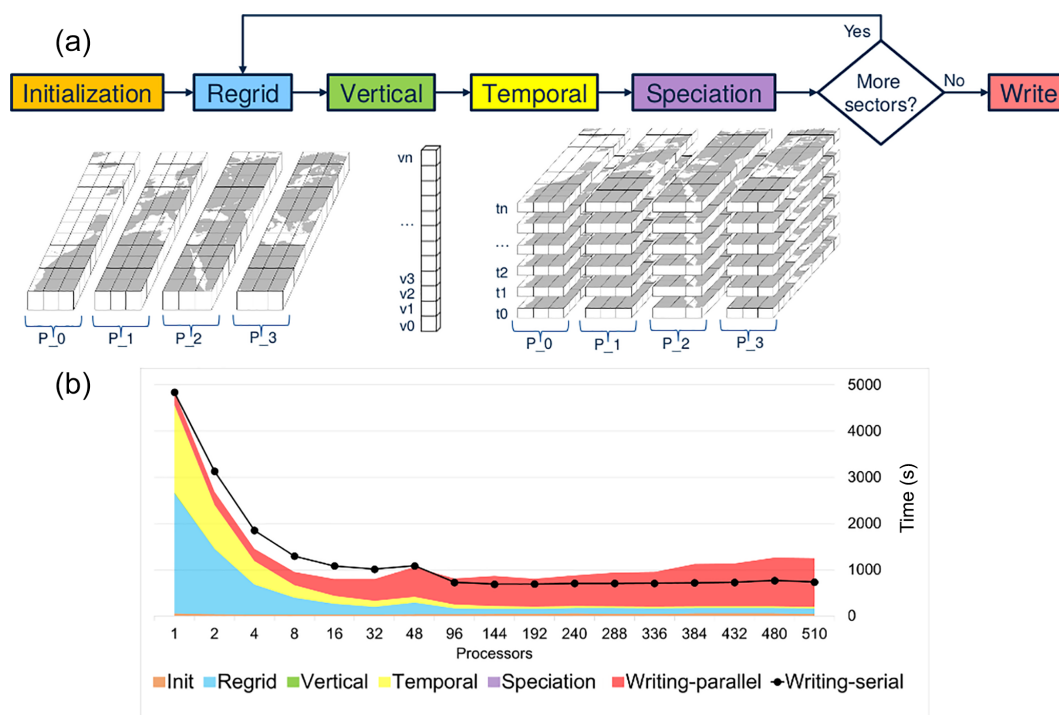 (a)
Yes
Initialization Regrid Vertical Temporal Speciation More sectors? No Write
vn
...
v3
v2
v1
v0
P_0 P_1 P_2 P_3
tn
...
t2
t1
t0
P_0 P_1 P_2 P_3
(b)
5000
4000
3000
2000
1000
0
Time (s)
1 2 4 8 16 32 48 96 144 192 240 288 336 384 432 480 510
Processors
Init Regrid Vertical Temporal Speciation Writing-parallel Writing-serial